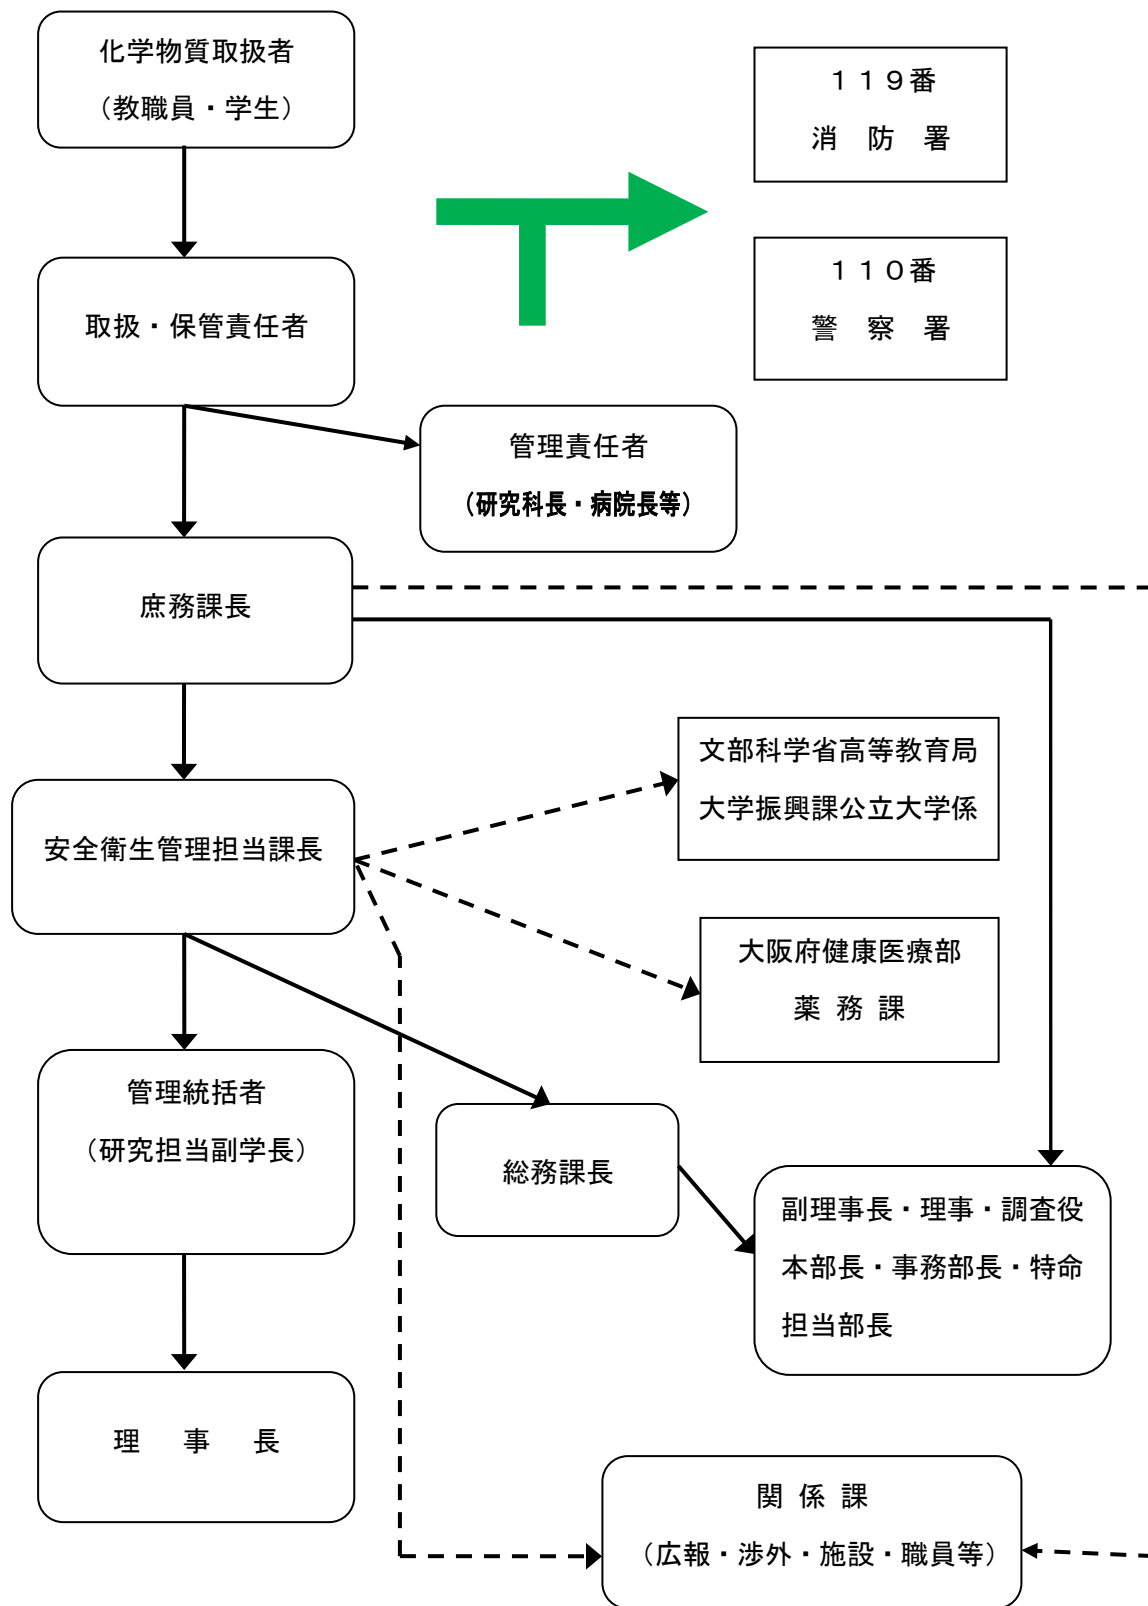 化学物質取扱者
（教職員・学生）
１１９番
消　防　署
取扱・保管責任者
１１０番
警　察　署
管理責任者
（研究科長・病院長等）
庶務課長
文部科学省高等教育局
大学振興課公立大学係
安全衛生管理担当課長
大阪府健康医療部
薬 務 課
管理統括者
（研究担当副学長）
総務課長
副理事長・理事・調査役
本部長・事務部長・特命
担当部長
理　事　長
関 係 課
（広報・渉外・施設・職員等）